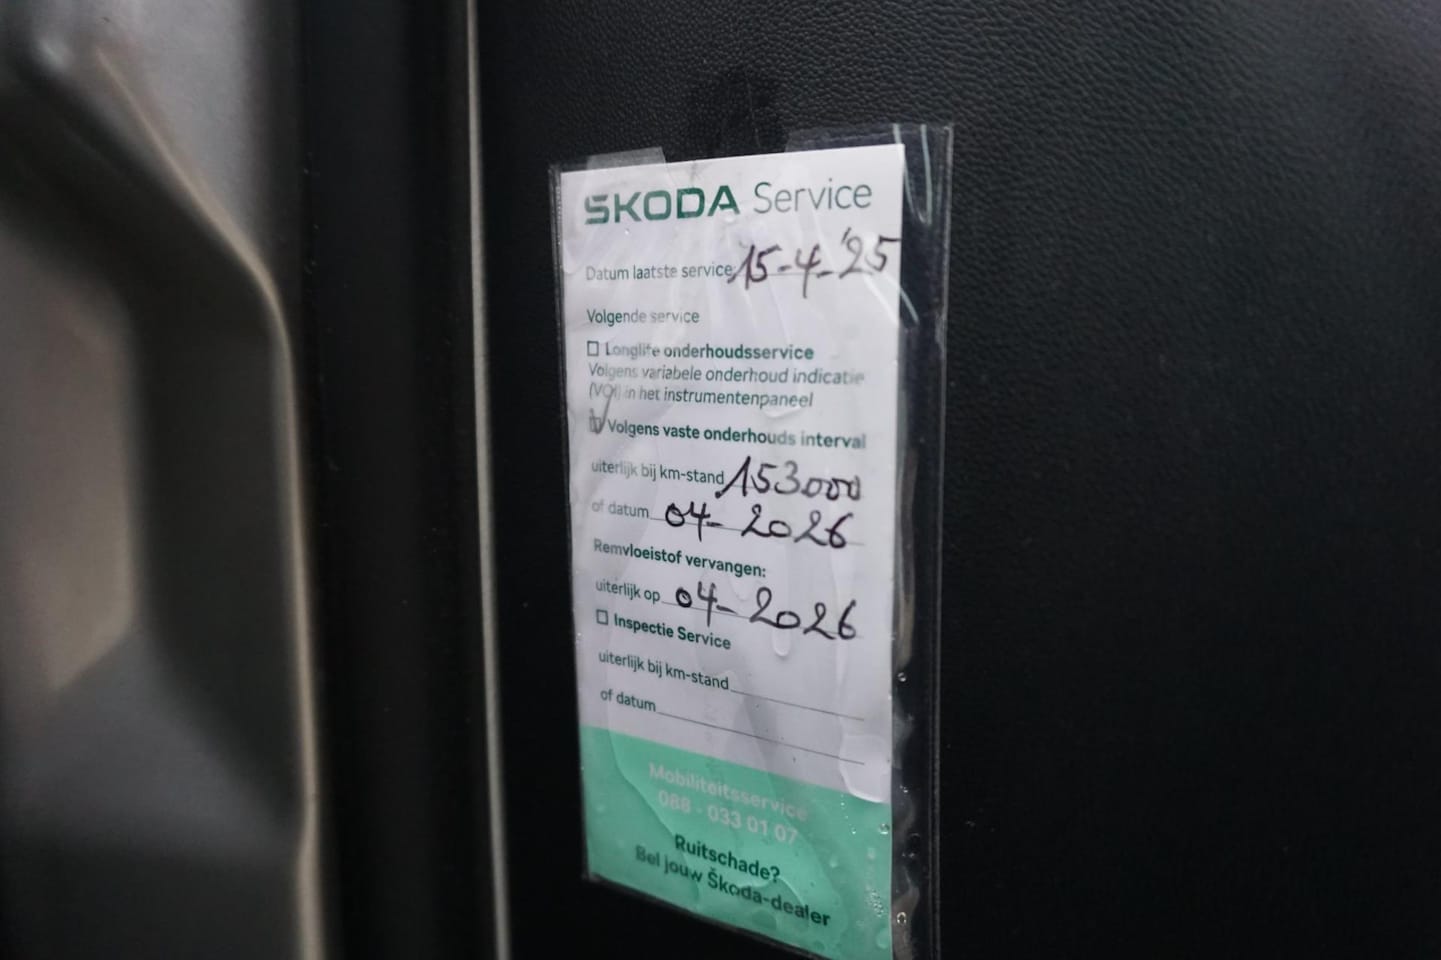 ŠKODA Service
Datum laatste service 15-4-'25
Volgende service
☐ Longlife onderhoudsservice
Volgens variabele onderhoud indicatie
(VOI) in het instrumentenpaneel
☑ Volgens vaste onderhouds interval
uiterlijk bij km-stand 153000
of datum 04-2026
Remvloeistof vervangen:
uiterlijk op 04-2026
☐ Inspectie Service
uiterlijk bij km-stand
of datum
Mobiliteitsservice
088 - 033 01 07
Ruitschade?
Bel jouw Škoda-dealer